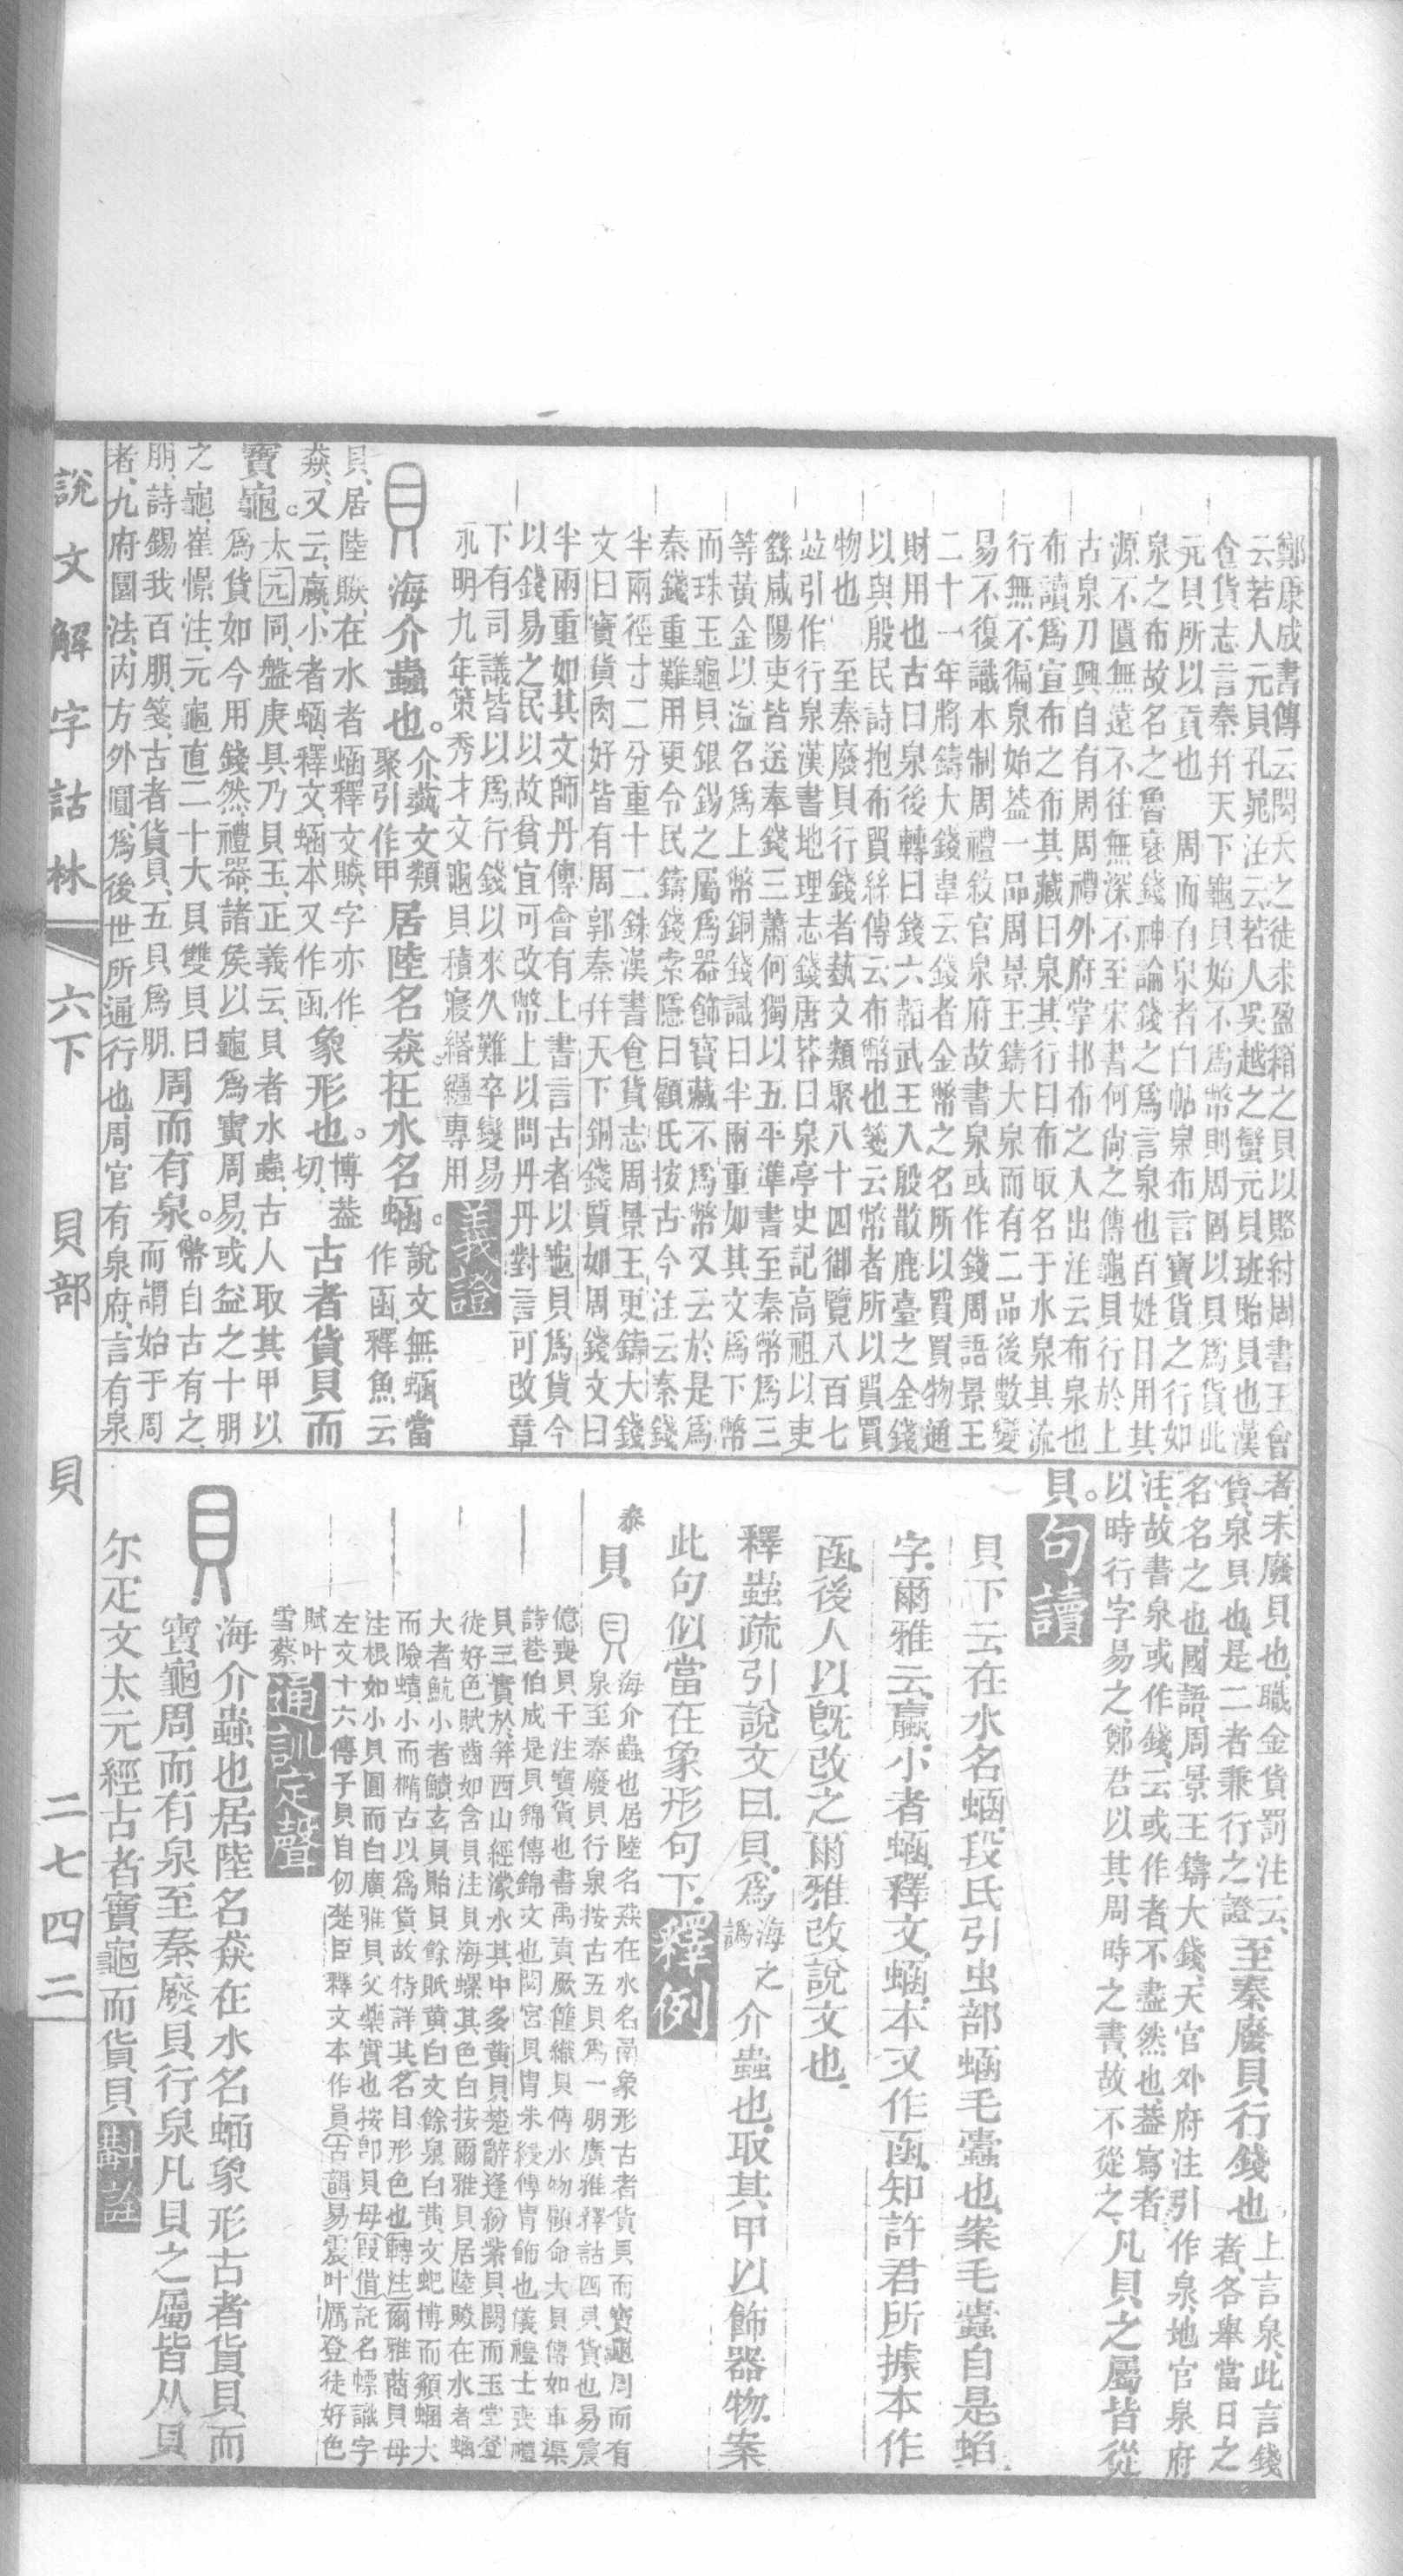 鄭康成書傳云閎夭之徒求盈箱之貝以賂紂周書王會
云若人元貝孔晁注云若人吳越之蠻元貝班貽貝也漢
食貨志言秦幷天下龜貝始不爲幣則周固以貝爲貨此
元貝所以貢也　周而有泉者白帖泉布言寶貨之行如
泉之布故名之魯襃錢神論錢之爲言泉也百姓日用其
源不匱無遠不往無深不至宋書何尙之傳龜貝行於上
古泉刀興自有周周禮外府掌邦布之入出注云布泉也
布讀爲宣布之布其藏曰泉其行曰布取名于水泉其流
行無不徧泉始葢一品周景王鑄大泉而有二品後數變
易不復識本制周禮敘官泉府故書泉或作錢周語景王
二十一年將鑄大錢韋云錢者金幣之名所以貿買物通
財用也古曰泉後轉曰錢六韜武王入殷散鹿臺之金錢
以與殷民詩抱布貿絲傳云布幣也箋云幣者所以貿買
物也　至秦廢貝行錢者藝文類聚八十四御覽八百七
竝引作行泉漢書地理志錢唐莽曰泉亭史記高祖以吏
繇咸陽吏皆送奉錢三蕭何獨以五平準書至秦幣爲三
等黃金以溢名爲上幣銅錢識曰半兩重如其文爲下幣
而珠玉龜貝銀錫之屬爲器飾寶藏不爲幣又云於是爲
秦錢重難用更令民鑄錢索隱曰顧氏按古今注云秦錢
半兩徑寸二分重十二銖漢書食貨志周景王更鑄大錢
文曰寶貨肉好皆有周郭秦幷天下銅錢質如周錢文曰
半兩重如其文師丹傳會有上書言古者以龜貝爲貨今
以錢易之民以故貧宜可改幣上以問丹丹對言可改章
下有司議皆以爲行錢以來久難卒變易
永明九年策秀才文龜貝積寢緡繦專用 義證
海介蟲也。介蓺文類聚引作甲居陸名猋在水名蜬。說文無蜬當作函釋魚云
貝居陸贆在水者蜬釋文贆字亦作
猋又云蠃小者蜬釋文蜬本又作函象形也。博蓋切古者貨貝而
寶龜。太元同盤庚具乃貝玉正義云貝者水蟲古人取其甲以
爲貨如今用錢然禮器諸侯以龜爲寶周易或益之十朋
之龜崔憬注元龜直二十大貝雙貝曰
朋詩錫我百朋箋古者貨貝五貝爲朋周而有泉。幣自古有之而謂始于周
者九府圜法內方外圓爲後世所通行也周官有泉府言有泉
者未廢貝也職金貨罰注云
貨泉貝也是二者兼行之證至秦廢貝行錢也上言泉此言錢者各舉當日之
名名之也國語周景王鑄大錢天官外府注引作泉地官泉府
注故書泉或作錢云或作者不盡然也葢寫者
以時行字易之鄭君以其周時之書故不從之凡貝之屬皆從
貝。句讀
貝下云在水名蜬段氏引虫部蜬毛蠹也案毛蠹自是蛅
字爾雅云蠃小者蜬釋文蜬本又作函知許君所據本作
函後人以旣改之爾雅改說文也
釋蟲疏引說文曰貝爲譌海之介蟲也取其甲以飾器物案
此句似當在象形句下 釋例
泰
貝 海介蟲也居陸名猋在水名函象形古者貨貝而寶龜周而有
泉至秦廢貝行泉按古五貝爲一朋廣雅釋詁四貝貨也易震
億喪貝干注寶貨也書禹貢厥篚織貝傳水物顧命大貝傳如車渠
詩巷伯成是貝錦傳錦文也閟宮貝冑朱綅傳冑飾也儀禮士喪禮
貝三實於笲西山經濛水其中多黄貝楚辭逢紛紫貝闕而玉堂登
徒好色賦齒如含貝注貝海螺其色白按爾雅貝居陸贆在水者蜬
大者魧小者鰿玄貝貽貝餘貾黄白文餘泉白黄文蚆博而頯蜠大
而險蟦小而橢古以爲貨故特詳其名目形色也轉注爾雅莔貝母
注根如小貝圓而白廣雅貝父藥實也按卽貝母叚借託名幖識字
左文十六傳子貝自仞楚臣釋文本作員古韻易震叶躋登徒好色
賦叶
雪蔡 通訓定聲
海介蟲也居陸名猋在水名蜬象形古者貨貝而
寶龜周而有泉至秦廢貝行泉凡貝之屬皆从貝
尒疋文太元經古者寶龜而貨貝 斠詮
說文解字詁林　六下　貝部　貝　二七四二